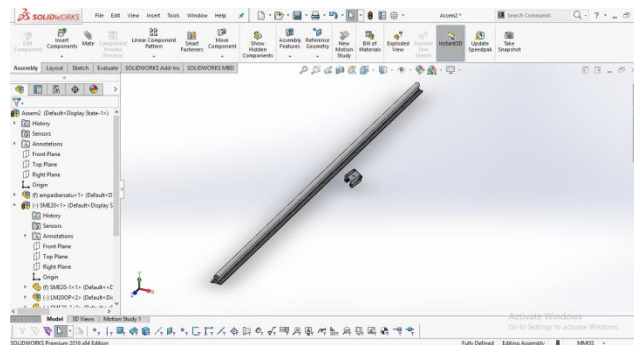 SOLIDWORKS
File Edit View Insert Tools Window Help
Assem2 *
Search Commands
Edit Component
Insert Components
Mate
Component Preview Window
Linear Component Pattern
Smart Fasteners
Move Component
Show Hidden Components
Assembly Features
Reference Geometry
New Motion Study
Bill of Materials
Exploded View
Explode Line Sketch
Instant3D
Update Speedpak
Take Snapshot
Assembly Layout Sketch Evaluate SOLIDWORKS Add-Ins SOLIDWORKS MBD
Assem2 (Default<Display State-1>)
History
Sensors
Annotations
Front Plane
Top Plane
Right Plane
Origin
(f) ampasbersatu<1> (Default<D
(-) SME20<1> (Default<Display S
History
Sensors
Annotations
Front Plane
Top Plane
Right Plane
Origin
(f) SME20-1<1> (Default<<D
(-) LM20OP<2> (Default<Dis
Model 3D Views Motion Study 1
Activate Windows
Go to Settings to activate Windows.
SOLIDWORKS Premium 2016 x64 Edition
Fully Defined Editing Assembly MMGS